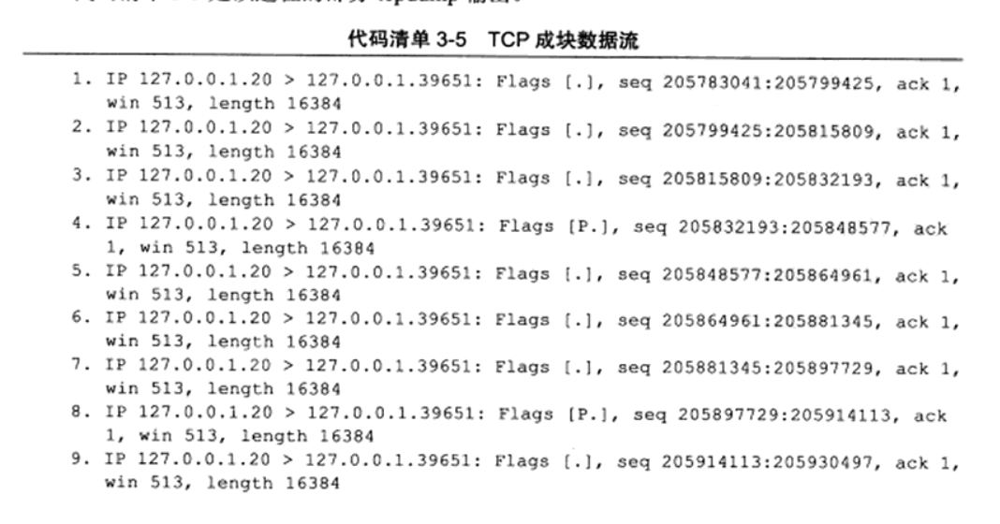 代码清单 3-5 TCP 成块数据流
1. IP 127.0.0.1.20 > 127.0.0.1.39651: Flags [.], seq 205783041:205799425, ack 1,
win 513, length 16384
2. IP 127.0.0.1.20 > 127.0.0.1.39651: Flags [.], seq 205799425:205815809, ack 1,
win 513, length 16384
3. IP 127.0.0.1.20 > 127.0.0.1.39651: Flags [.], seq 205815809:205832193, ack 1,
win 513, length 16384
4. IP 127.0.0.1.20 > 127.0.0.1.39651: Flags [P.], seq 205832193:205848577, ack
1, win 513, length 16384
5. IP 127.0.0.1.20 > 127.0.0.1.39651: Flags [.], seq 205848577:205864961, ack 1,
win 513, length 16384
6. IP 127.0.0.1.20 > 127.0.0.1.39651: Flags [.], seq 205864961:205881345, ack 1,
win 513, length 16384
7. IP 127.0.0.1.20 > 127.0.0.1.39651: Flags [.], seq 205881345:205897729, ack 1,
win 513, length 16384
8. IP 127.0.0.1.20 > 127.0.0.1.39651: Flags [P.], seq 205897729:205914113, ack
1, win 513, length 16384
9. IP 127.0.0.1.20 > 127.0.0.1.39651: Flags [.], seq 205914113:205930497, ack 1,
win 513, length 16384